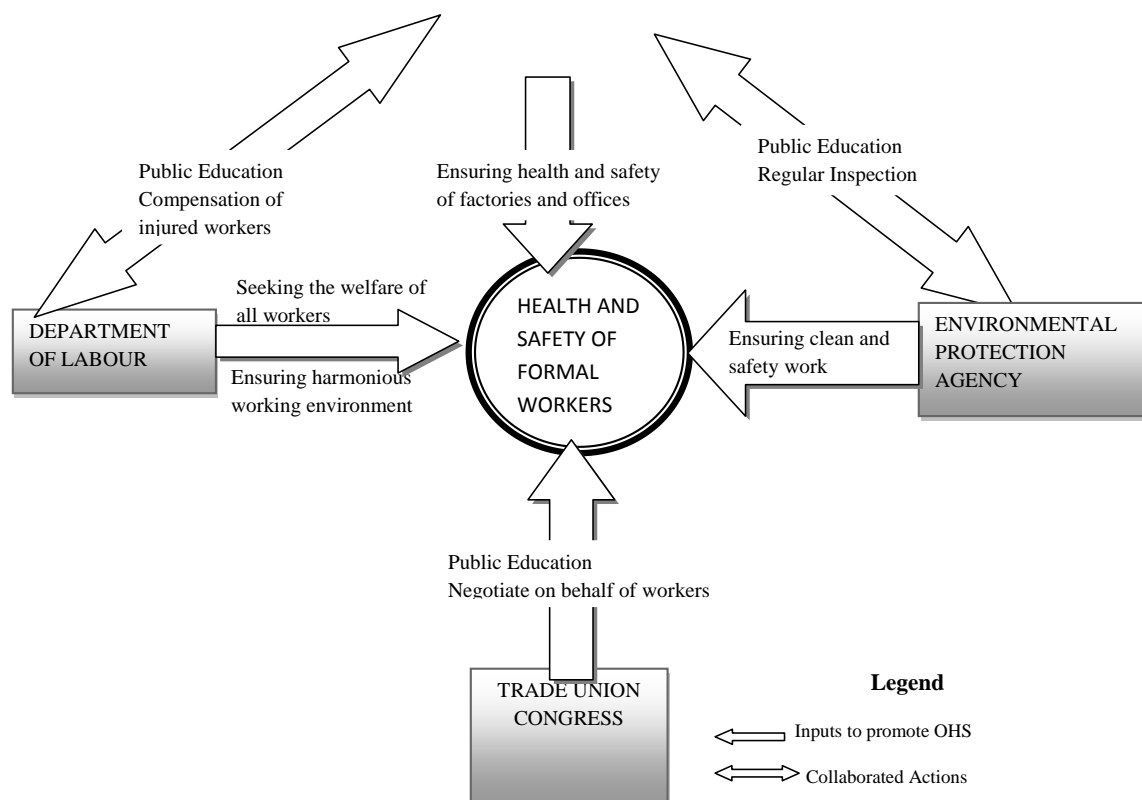 Public Education
Compensation of
injured workers
Ensuring health and safety
of factories and offices
Public Education
Regular Inspection
Seeking the welfare of
all workers
Ensuring harmonious
working environment
DEPARTMENT
OF LABOUR
HEALTH AND
SAFETY OF
FORMAL
WORKERS
Ensuring clean and
safety work
ENVIRONMENTAL
PROTECTION
AGENCY
Public Education
Negotiate on behalf of workers
TRADE UNION
CONGRESS
Legend
Inputs to promote OHS
Collaborated Actions